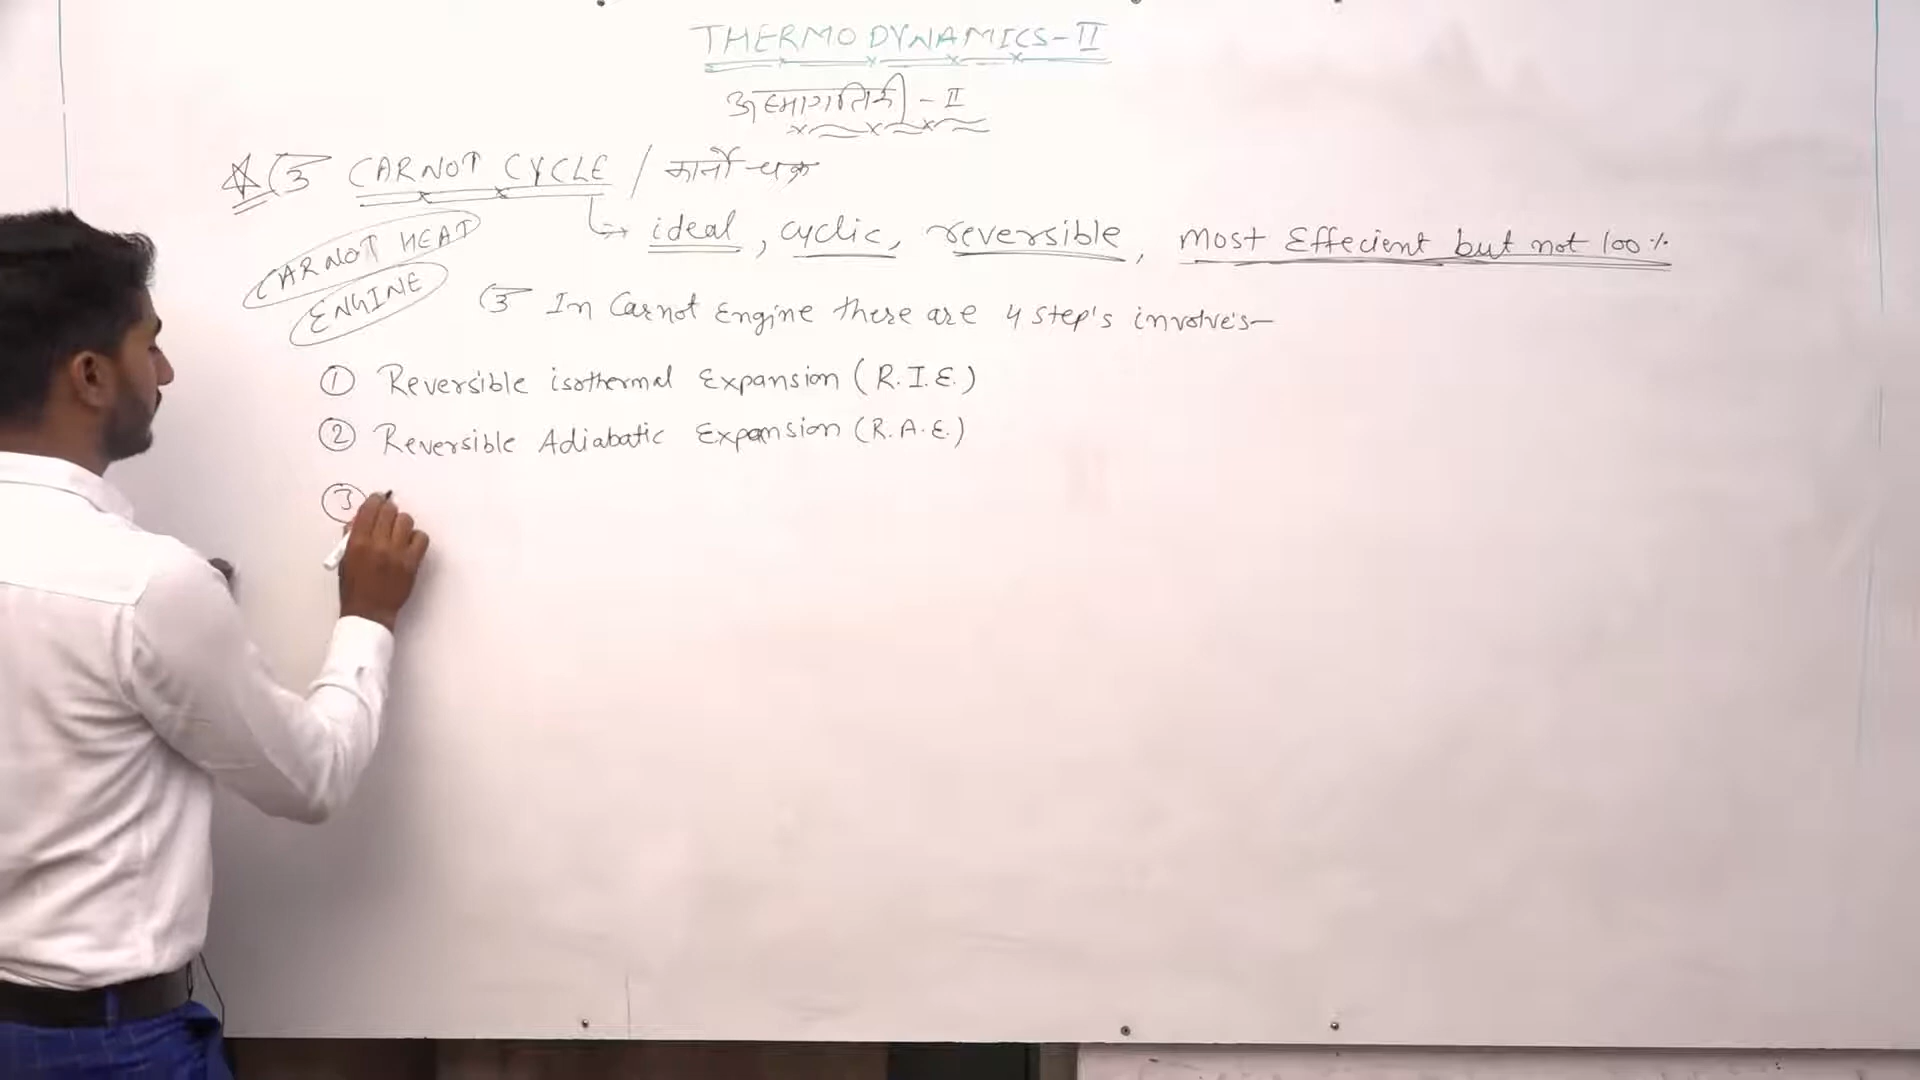 THERMODYNAMICS-II
ऊष्मागतिकी - II
CARNOT CYCLE / कार्नो चक्र
CARNOT HEAT ENGINE
↳ ideal, cyclic, reversible, most Effecient but not 100%
In Carnot Engine there are 4 step's involve's—
① Reversible isothermal Expansion (R.I.E.)
② Reversible Adiabatic Expansion (R.A.E.)
③